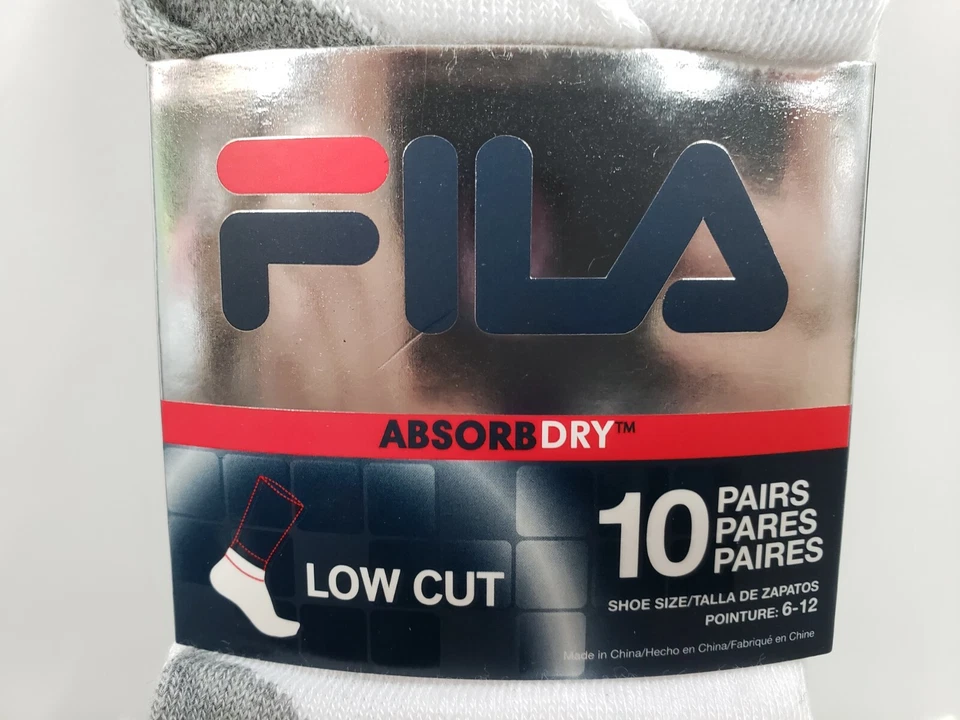 FILA
ABSORBDRY™
LOW CUT
10 PAIRS
PARES
PAIRES
SHOE SIZE/TALLA DE ZAPATOS
POINTURE: 6-12
Made in China/Hecho en China/Fabriqué en Chine